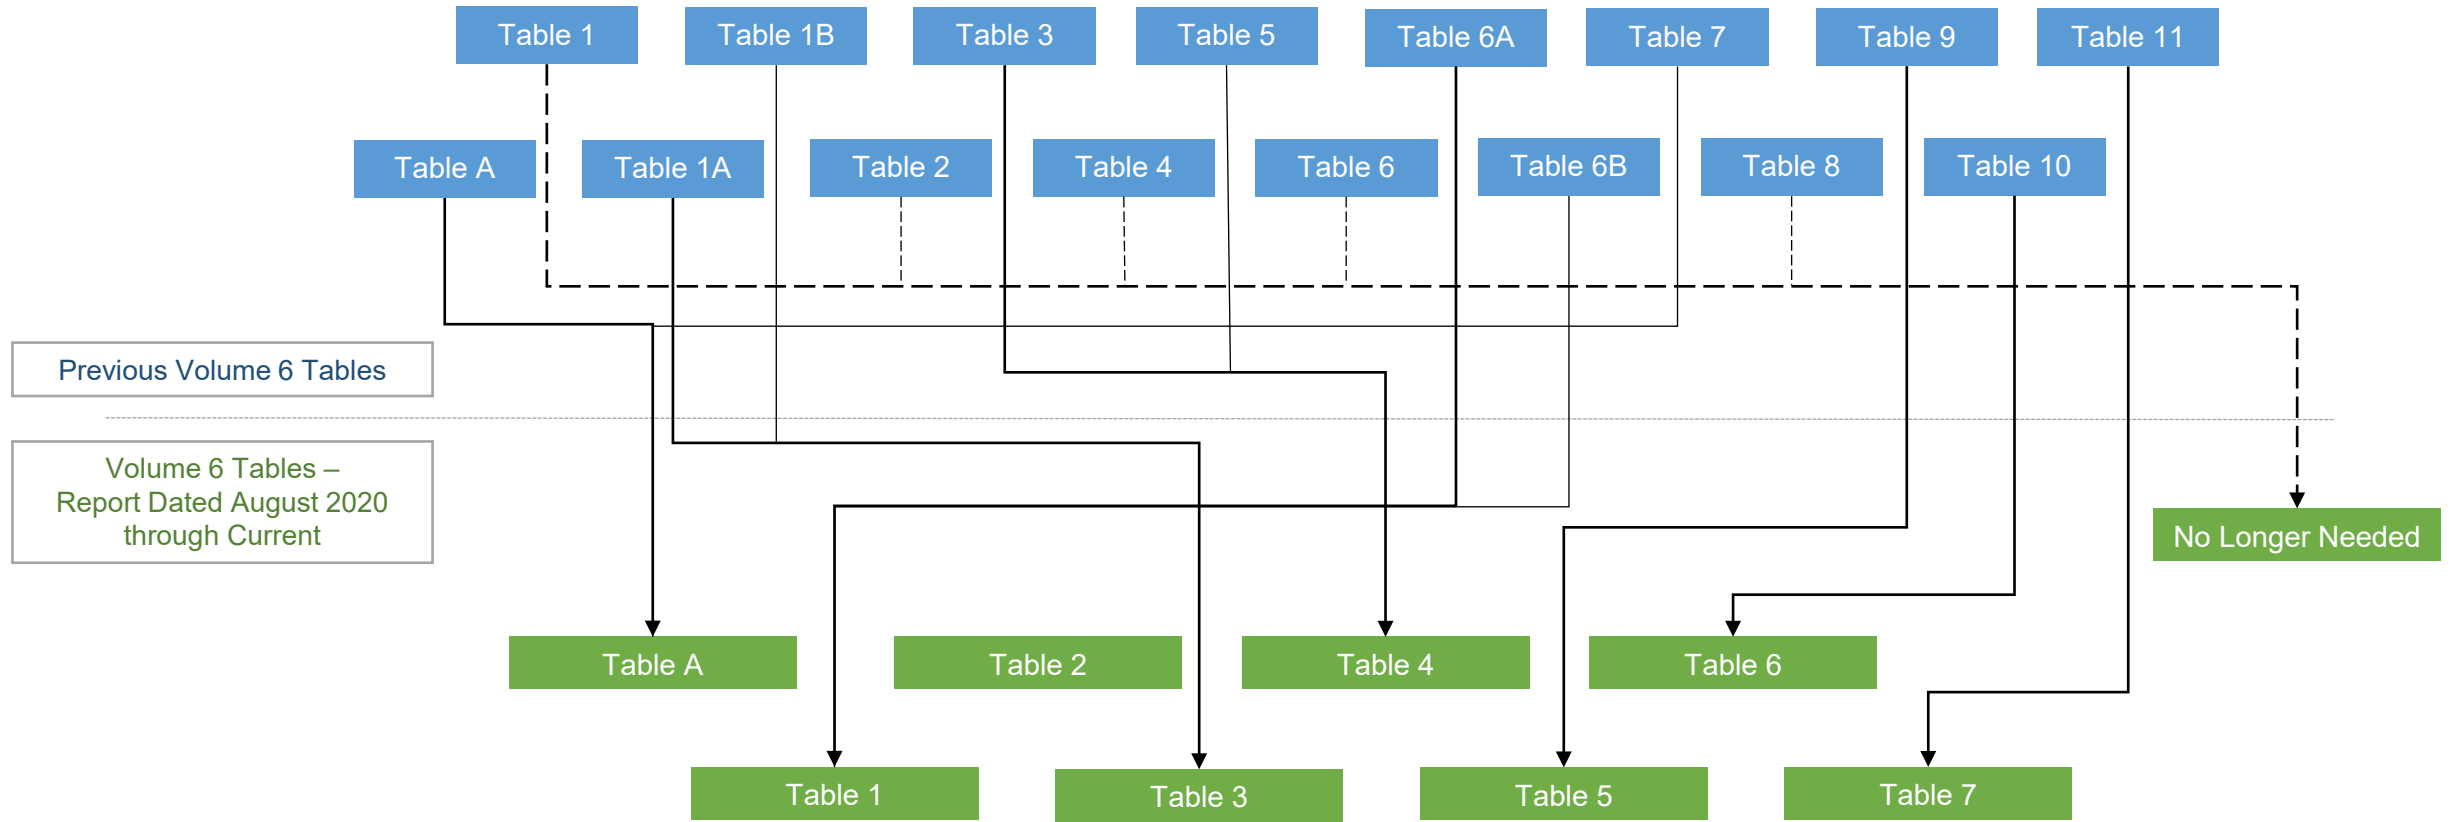 Table 1
Table 1B
Table 3
Table 5
Table 6A
Table 7
Table 9
Table 11
Table A
Table 1A
Table 2
Table 4
Table 6
Table 6B
Table 8
Table 10
Previous Volume 6 Tables
Volume 6 Tables –
Report Dated August 2020
through Current
No Longer Needed
Table A
Table 2
Table 4
Table 6
Table 1
Table 3
Table 5
Table 7